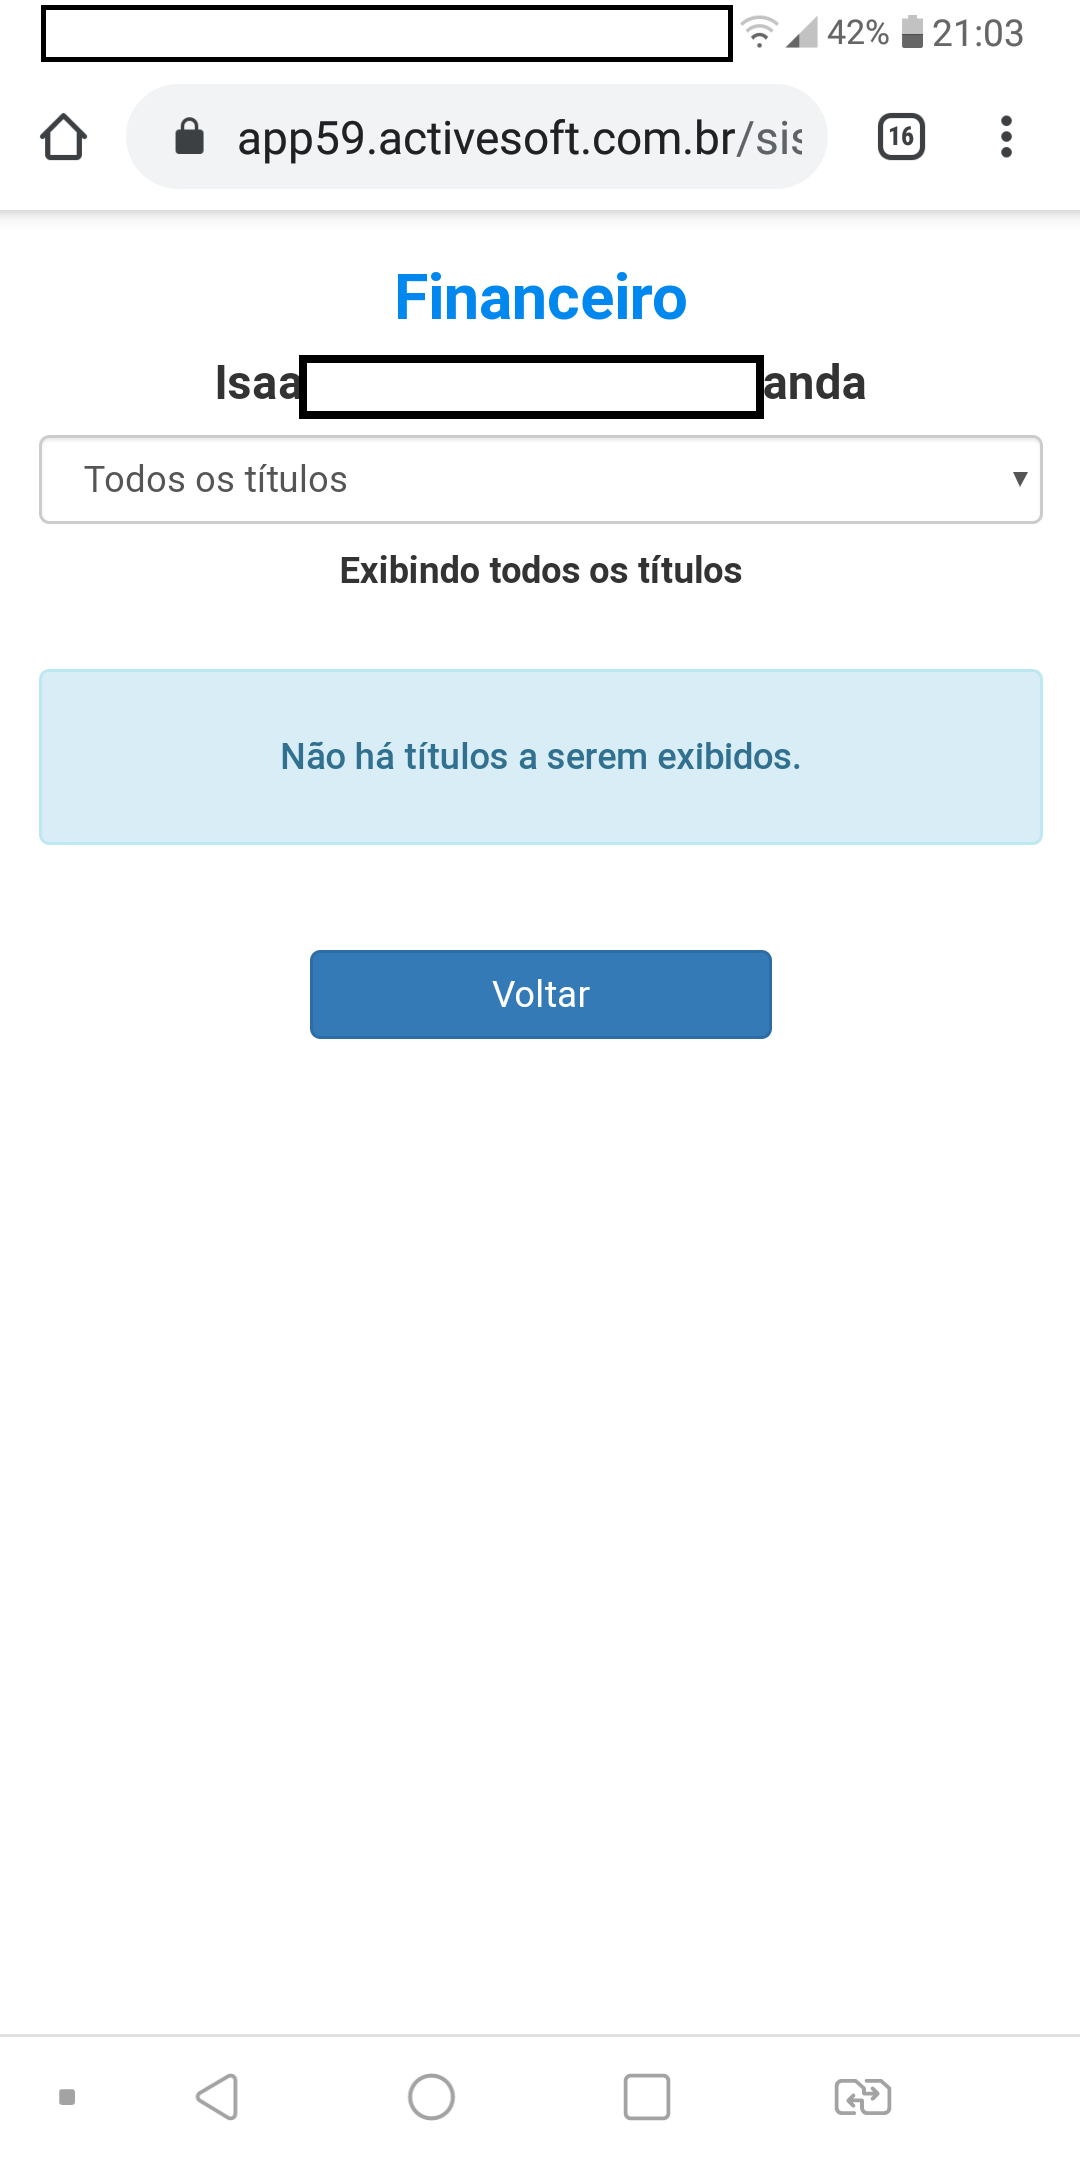 42% 21:03
app59.activesoft.com.br/sis
16
Financeiro
Isaa anda
Todos os títulos
Exibindo todos os títulos
Não há títulos a serem exibidos.
Voltar